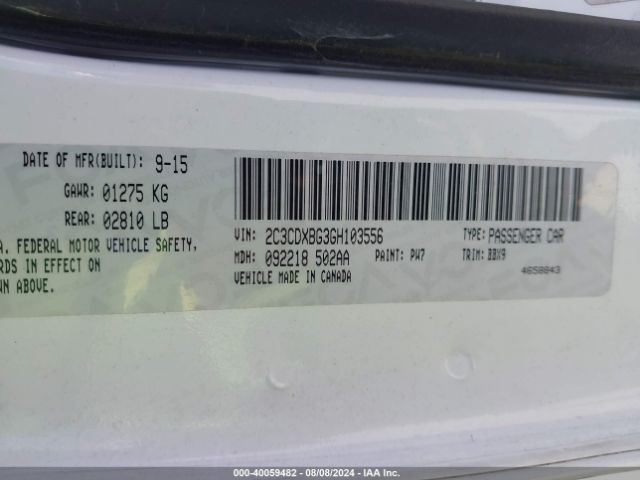 DATE OF MFR(BUILT): 9-15
GAWR: 01275 KG
REAR: 02810 LB
A. FEDERAL MOTOR VEHICLE SAFETY,
RDS IN EFFECT ON
WN ABOVE.
VIN: 2C3CDXBG3GH103556
TYPE: PASSENGER CAR
MDH: 092218 502AA
PAINT: PW7
TRIM: BBX9
VEHICLE MADE IN CANADA
4658843
000-40059482 - 08/08/2024 - IAA Inc.